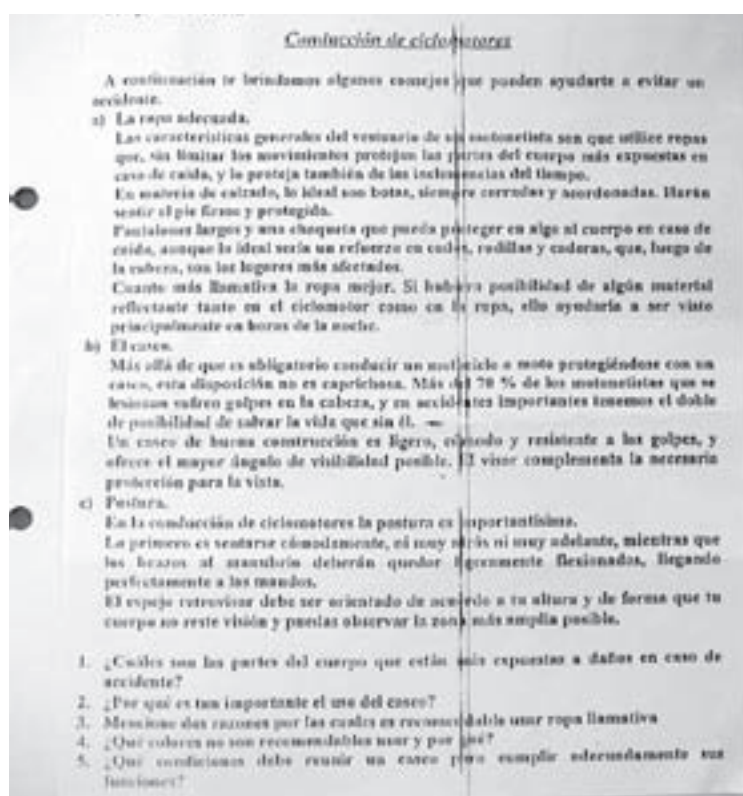 Conducción de ciclomotores
A continuación te brindamos algunos consejos que pueden ayudarte a evitar un
accidente.
a) La ropa adecuada.
Las características generales del vestuario de un motonetista son que utilice ropas
que, sin limitar los movimientos protejan las partes del cuerpo más expuestas en
caso de caída, y lo proteja también de las inclemencias del tiempo.
En materia de calzado, lo ideal son botas, siempre cerradas y acordonadas. Harán
sentir el pie firme y protegido.
Pantalones largos y una chaqueta que pueda proteger en algo al cuerpo en caso de
caída, aunque lo ideal sería un refuerzo en codos, rodillas y caderas, que, luego de
la cabeza, son los lugares más afectados.
Cuanto más llamativa la ropa mejor. Si hubiera posibilidad de algún material
reflectante tanto en el ciclomotor como en la ropa, ello ayudaría a ser visto
principalmente en horas de la noche.
b) El casco.
Más allá de que es obligatorio conducir un motociclo o moto protegiéndose con un
casco, esta disposición no es caprichosa. Más del 70 % de los motonetistas que se
lesionan sufren golpes en la cabeza, y en accidentes importantes tenemos el doble
de posibilidad de salvar la vida que sin él.
Un casco de buena construcción es ligero, cómodo y resistente a los golpes, y
ofrece el mayor ángulo de visibilidad posible. El visor complementa la necesaria
protección para la vista.
c) Postura.
En la conducción de ciclomotores la postura es importantísima.
Lo primero es sentarse cómodamente, ni muy atrás ni muy adelante, mientras que
los brazos al manubrio deberán quedar ligeramente flexionados, llegando
perfectamente a los mandos.
El espejo retrovisor debe ser orientado de acuerdo a tu altura y de forma que tu
cuerpo no reste visión y puedas observar la zona más amplia posible.
1. ¿Cuáles son las partes del cuerpo que están más expuestas a daños en caso de
accidente?
2. ¿Por qué es tan importante el uso del casco?
3. Mencione dos razones por las cuales es recomendable usar ropa llamativa
4. ¿Qué colores no son recomendables usar y por qué?
5. ¿Qué condiciones debe reunir un casco para cumplir adecuadamente sus
funciones?